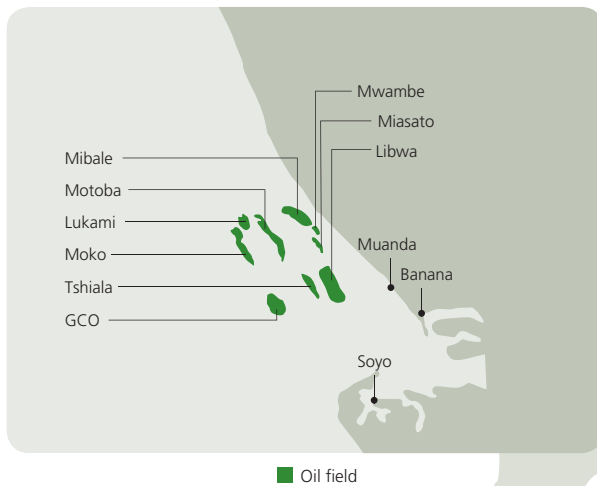 Mwambe
Miasato
Libwa
Mibale
Motoba
Lukami
Moko
Tshiala
GCO
Muanda
Banana
Soyo
Oil field